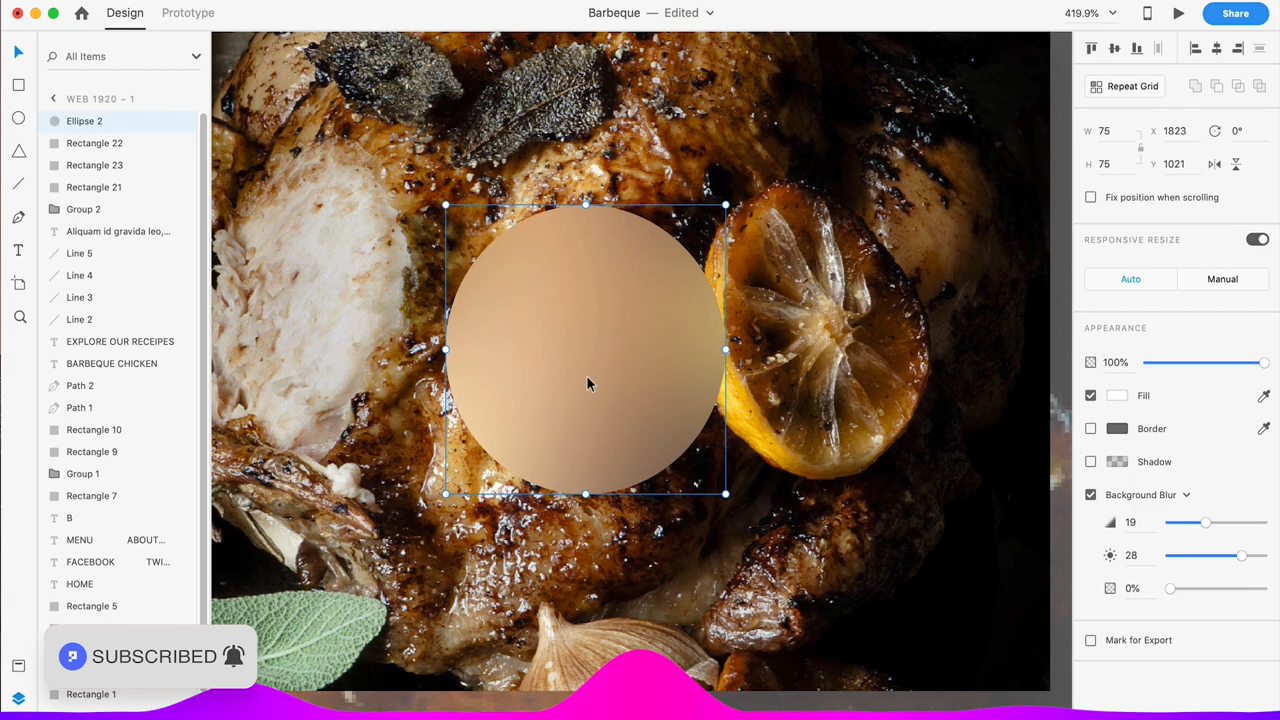 Design
Prototype
Barbeque — Edited
419.9%
Share
All Items
WEB 1920 – 1
Ellipse 2
Rectangle 22
Rectangle 23
Rectangle 21
Group 2
Aliquam id gravida leo,...
Line 5
Line 4
Line 3
Line 2
EXPLORE OUR RECEIPES
BARBEQUE CHICKEN
Path 2
Path 1
Rectangle 10
Rectangle 9
Group 1
Rectangle 7
B
MENU ABOUT...
FACEBOOK TWI...
HOME
Rectangle 5
SUBSCRIBED
Rectangle 1
Repeat Grid
W 75 X 1823 0°
H 75 Y 1021
Fix position when scrolling
RESPONSIVE RESIZE
Auto Manual
APPEARANCE
100%
Fill
Border
Shadow
Background Blur
19
28
0%
Mark for Export